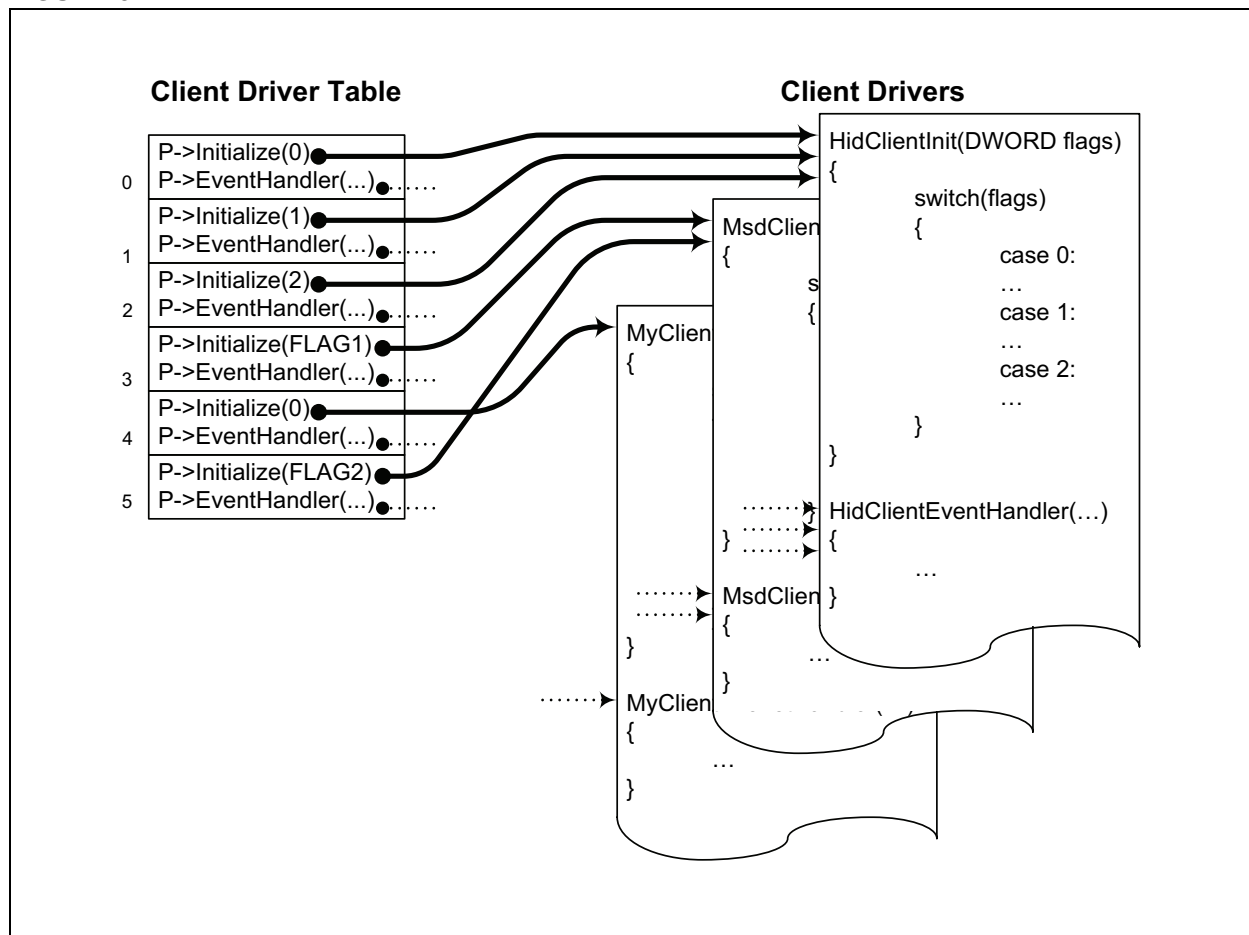 Client Driver Table
P->Initialize(0)
0 P->EventHandler(...)
P->Initialize(1)
1 P->EventHandler(...)
P->Initialize(2)
2 P->EventHandler(...)
P->Initialize(FLAG1)
3 P->EventHandler(...)
P->Initialize(0)
4 P->EventHandler(...)
P->Initialize(FLAG2)
5 P->EventHandler(...)
Client Drivers
HidClientInit(DWORD flags)
{
switch(flags)
{
case 0:
…
case 1:
…
case 2:
…
}
}
HidClientEventHandler(…)
{
…
}
MsdClien
{
s
{
}
}
MsdClien
{
…
}
MyClien
{
}
MyClien
{
…
}